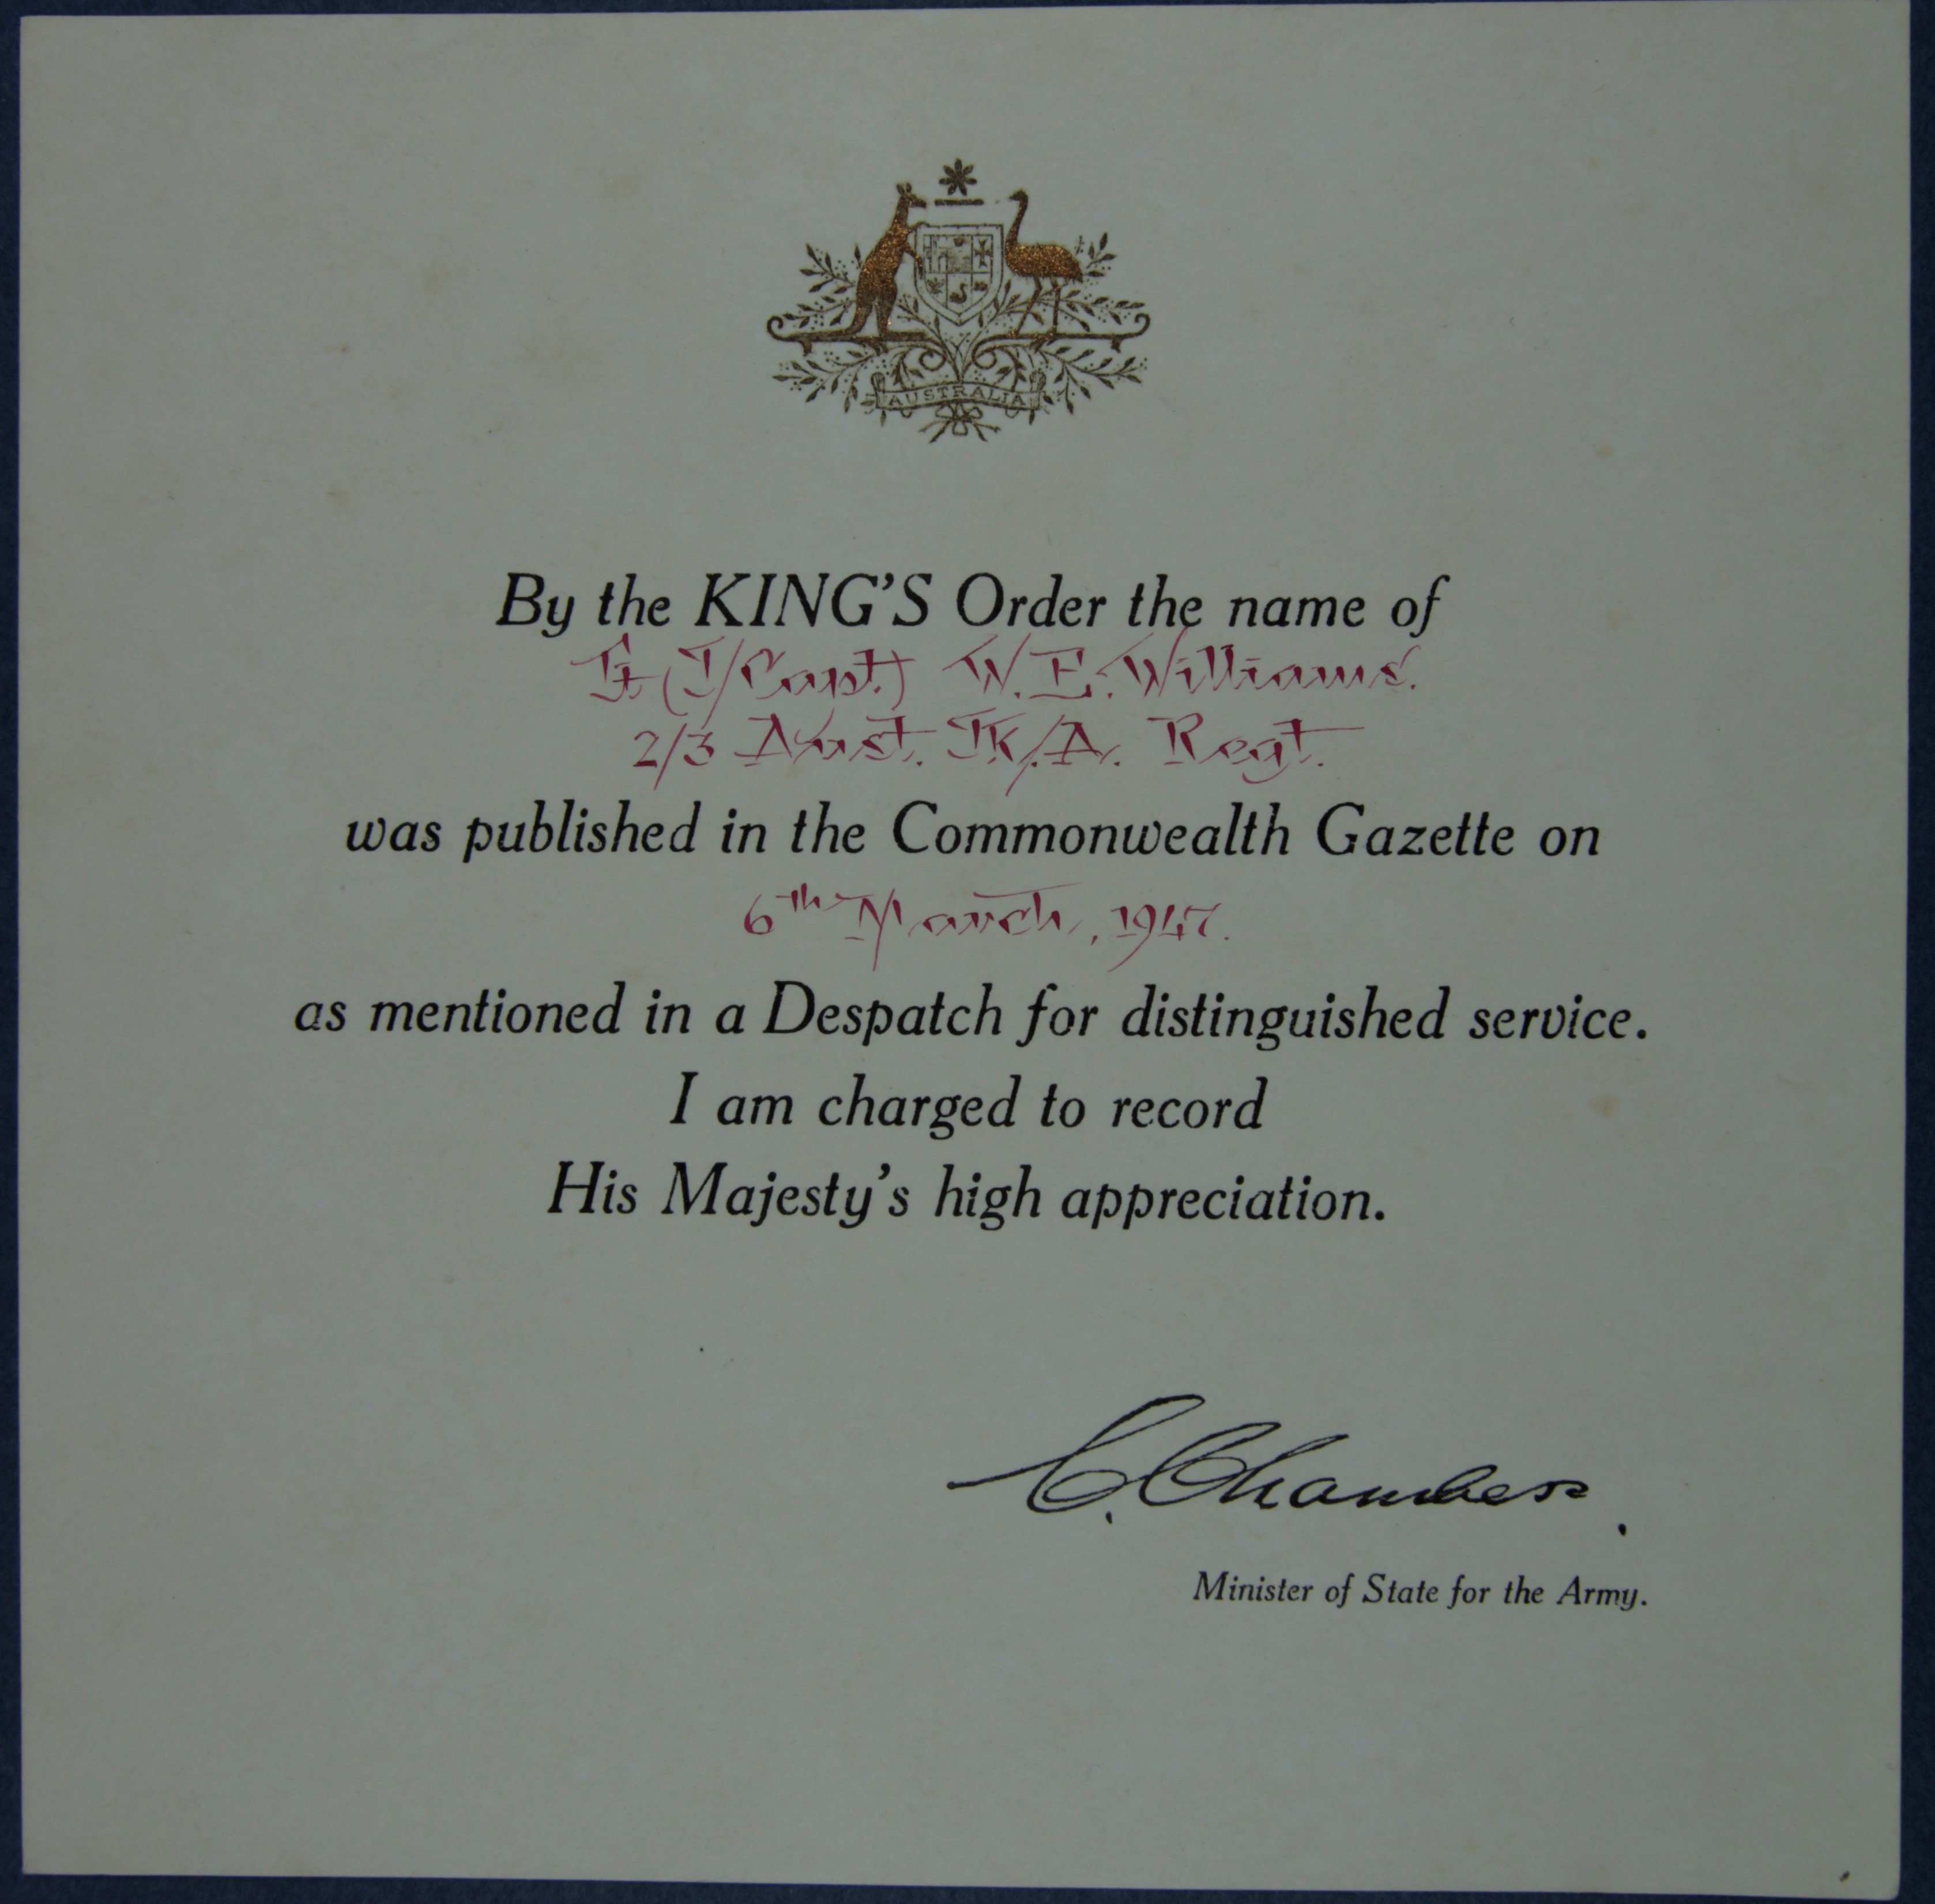 AUSTRALIA
By the KING'S Order the name of
Lt (T/Capt.) W.E. Williams.
2/3 Aust. TK/A. Regt.
was published in the Commonwealth Gazette on
6th March, 1947.
as mentioned in a Despatch for distinguished service.
I am charged to record
His Majesty's high appreciation.
C. Chambers.
Minister of State for the Army.